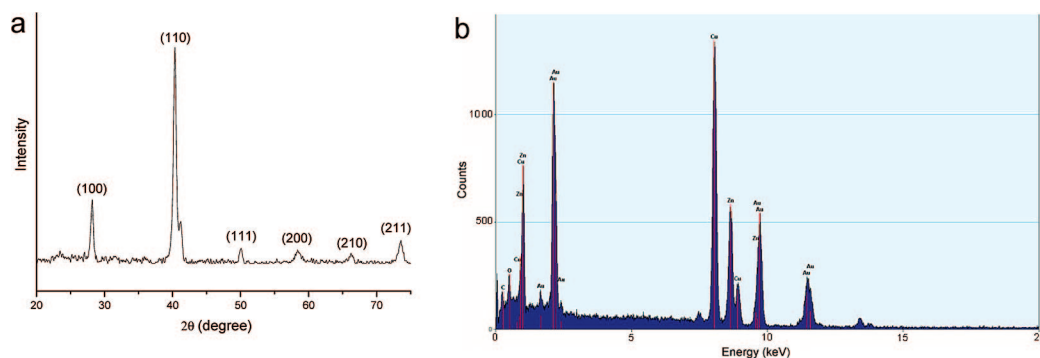 a
(110)
(100)
(111)
(200)
(210)
(211)
Intensity
20
30
40
50
60
70
2θ (degree)
b
Cu
Au
Au
Zn
Cu
Zn
Cu
C
O
Au
Au
Zn
Cu
Au
Au
Zn
Au
Au
1000
500
0
Counts
5
10
15
2
Energy (keV)